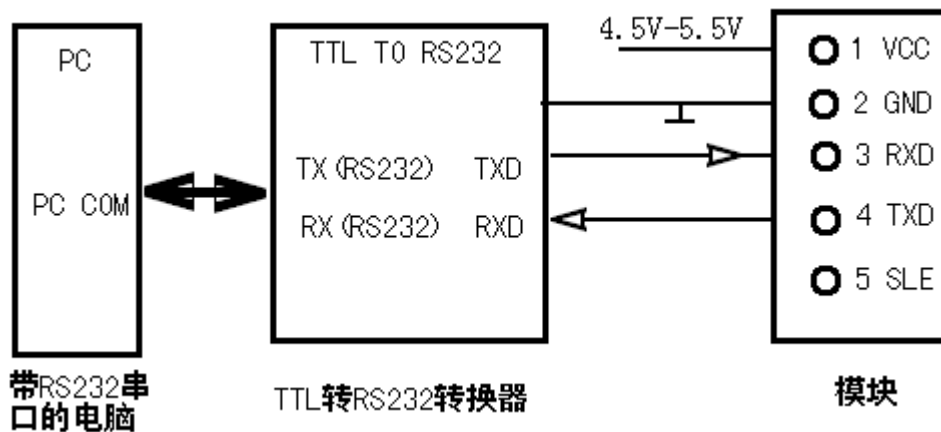 PC
PC COM
带RS232串
口的电脑
TTL TO RS232
TX(RS232) TXD
RX(RS232) RXD
TTL转RS232转换器
4.5V-5.5V
1 VCC
2 GND
3 RXD
4 TXD
5 SLE
模块